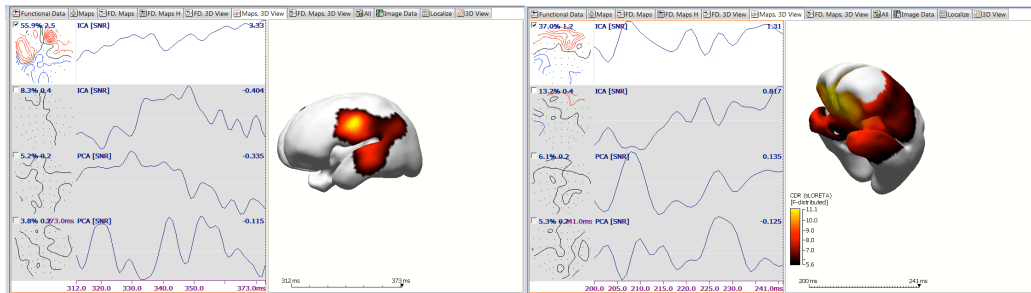 Functional Data Maps FD, Maps FD, Maps H FD, 3D View Maps, 3D View FD, Maps, 3D View All Image Data Localize 3D View
55.9% 2.5 ICA [SNR] 3.33
8.3% 0.4 ICA [SNR] -0.404
5.2% 0.2 PCA [SNR] -0.335
3.8% 0.2 373.0ms PCA [SNR] -0.115
312.0 320.0 330.0 340.0 350.0 373.0ms
312 ms 373 ms
Functional Data Maps FD, Maps FD, Maps H FD, 3D View Maps, 3D View FD, Maps, 3D View All Image Data Localize 3D View
37.0% 1.2 ICA [SNR] 1.31
13.2% 0.4 ICA [SNR] 0.817
6.1% 0.2 PCA [SNR] 0.135
5.3% 0.2 241.0ms PCA [SNR] -0.125
200.0 205.0 210.0 215.0 220.0 225.0 230.0 241.0ms
CDR (sLORETA)
[F-distributed]
11.1
10.0
9.0
8.0
7.0
5.6
200 ms 241 ms